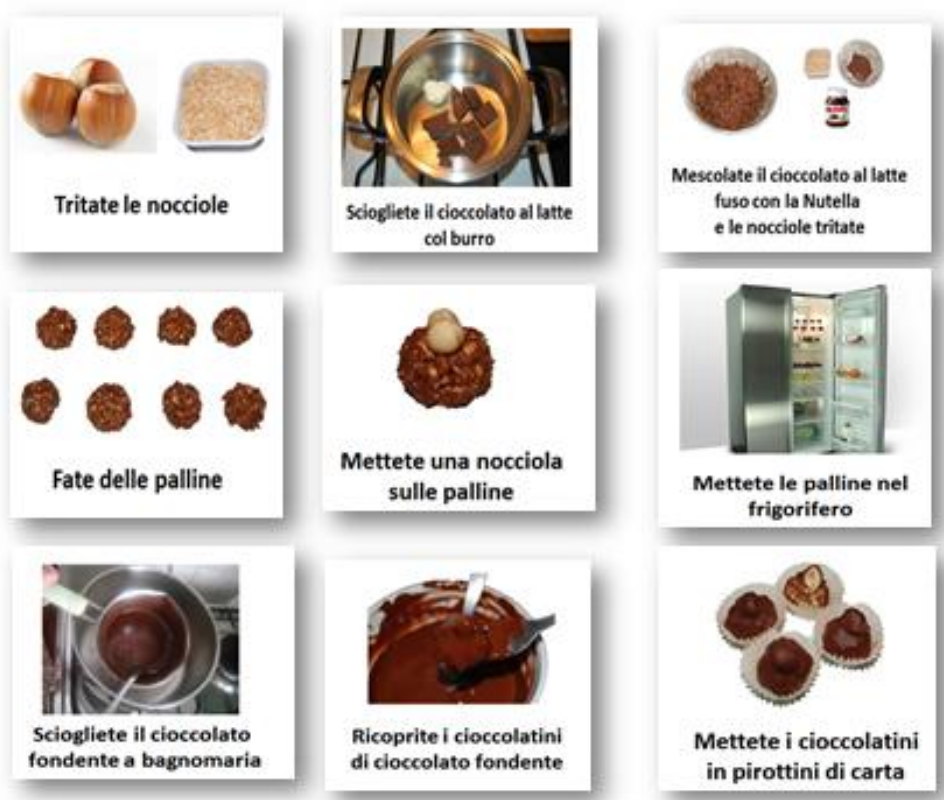 Tritate le nocciole
Sciogliete il cioccolato al latte
col burro
Mescolate il cioccolato al latte
fuso con la Nutella
e le nocciole tritate
Fate delle palline
Mettete una nocciola
sulle palline
Mettete le palline nel
frigorifero
Sciogliete il cioccolato
fondente a bagnomaria
Ricoprite i cioccolatini
di cioccolato fondente
Mettete i cioccolatini
in pirottini di carta